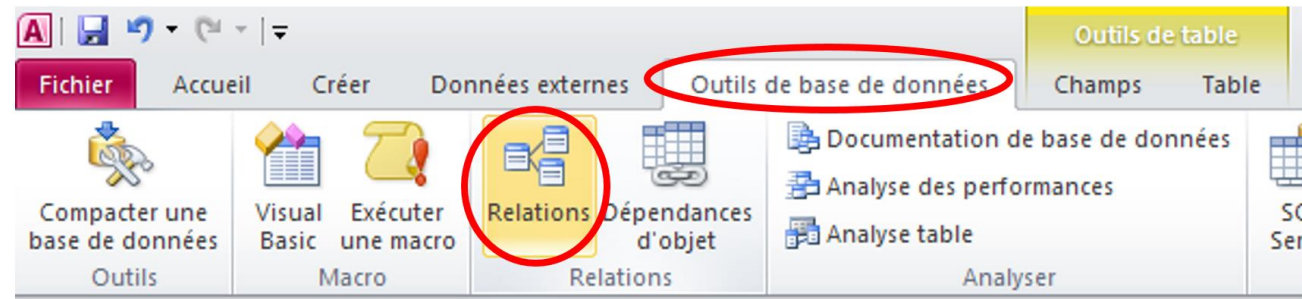 A
Outils de table
Fichier Accueil Créer Données externes Outils de base de données Champs Table
Compacter une
base de données
Visual
Basic
Exécuter
une macro
Relations
Dépendances
d'objet
Documentation de base de données
Analyse des performances
Analyse table
Outils Macro Relations Analyser